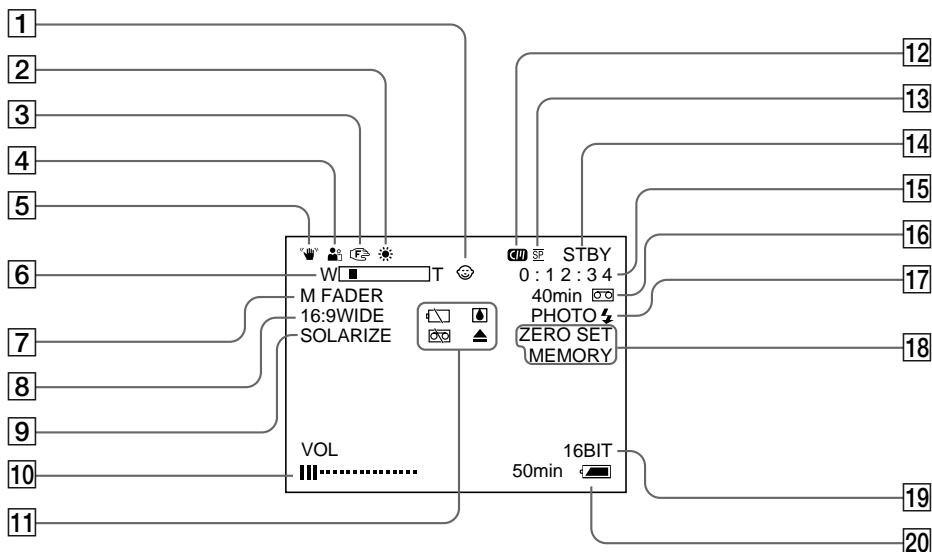 1
12
2
13
3
14
4
15
5
16
STBY
SP
6
W T
0:12:34
M FADER
40min
17
7
16:9WIDE
PHOTO
8
SOLARIZE
ZERO SET
MEMORY
18
9
VOL
16BIT
10
50min
19
11
20